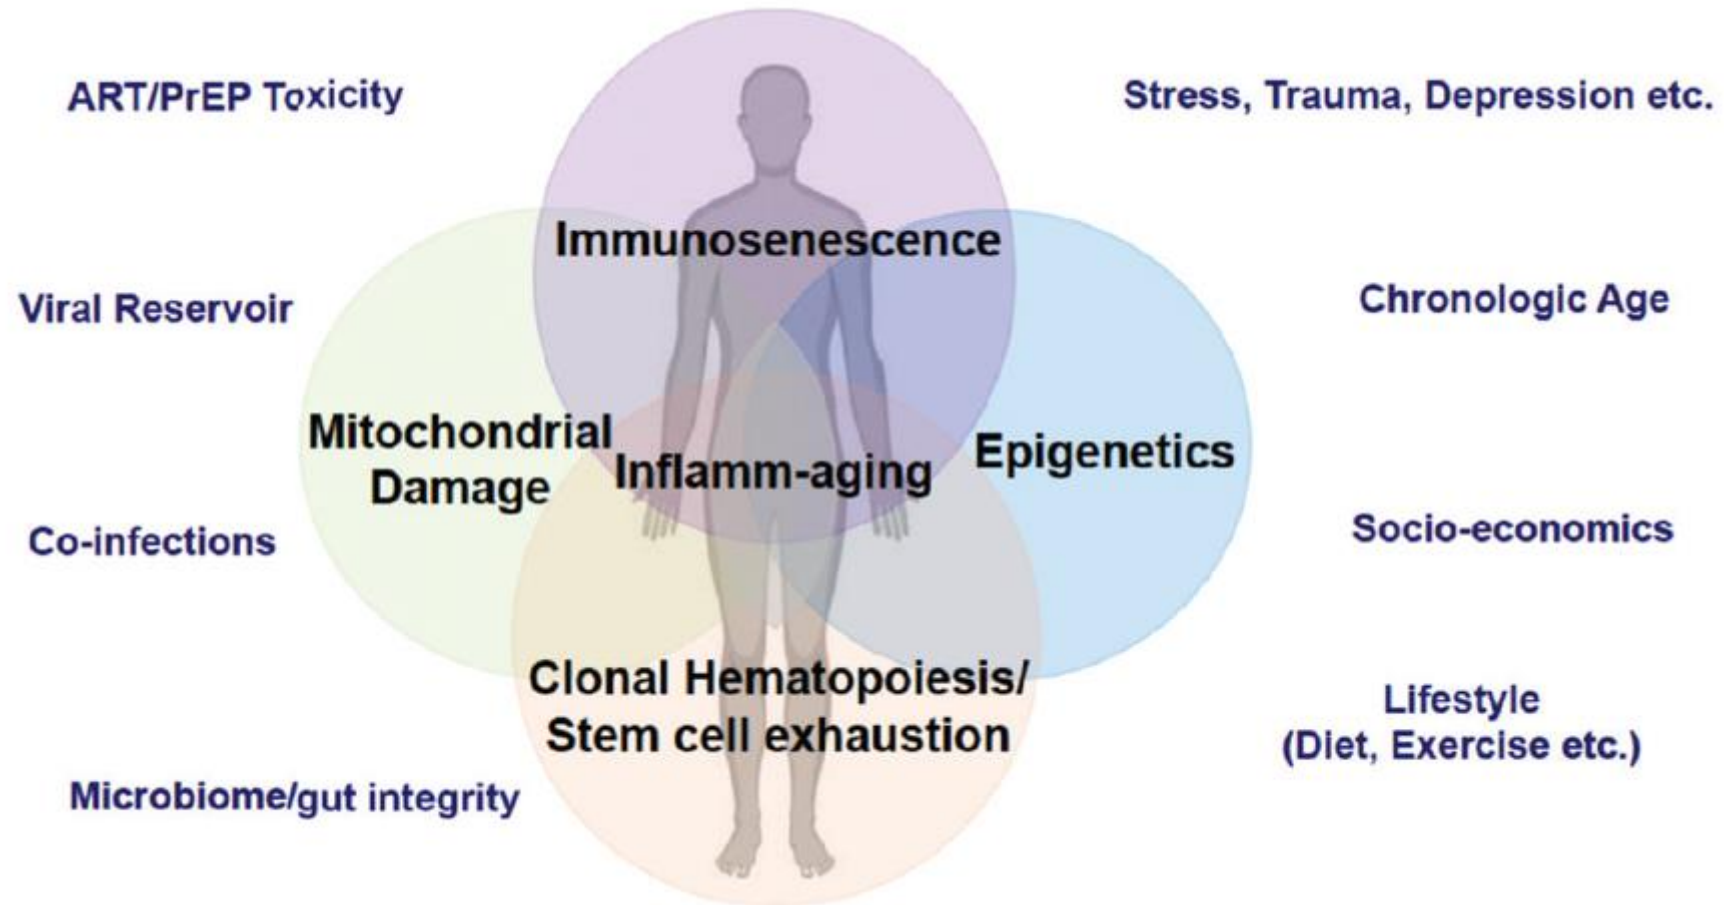 ART/PrEP Toxicity
Stress, Trauma, Depression etc.
Immunosenescence
Viral Reservoir
Chronologic Age
Mitochondrial
Damage
Inflamm-aging
Epigenetics
Co-infections
Socio-economics
Clonal Hematopoiesis/
Stem cell exhaustion
Lifestyle
(Diet, Exercise etc.)
Microbiome/gut integrity